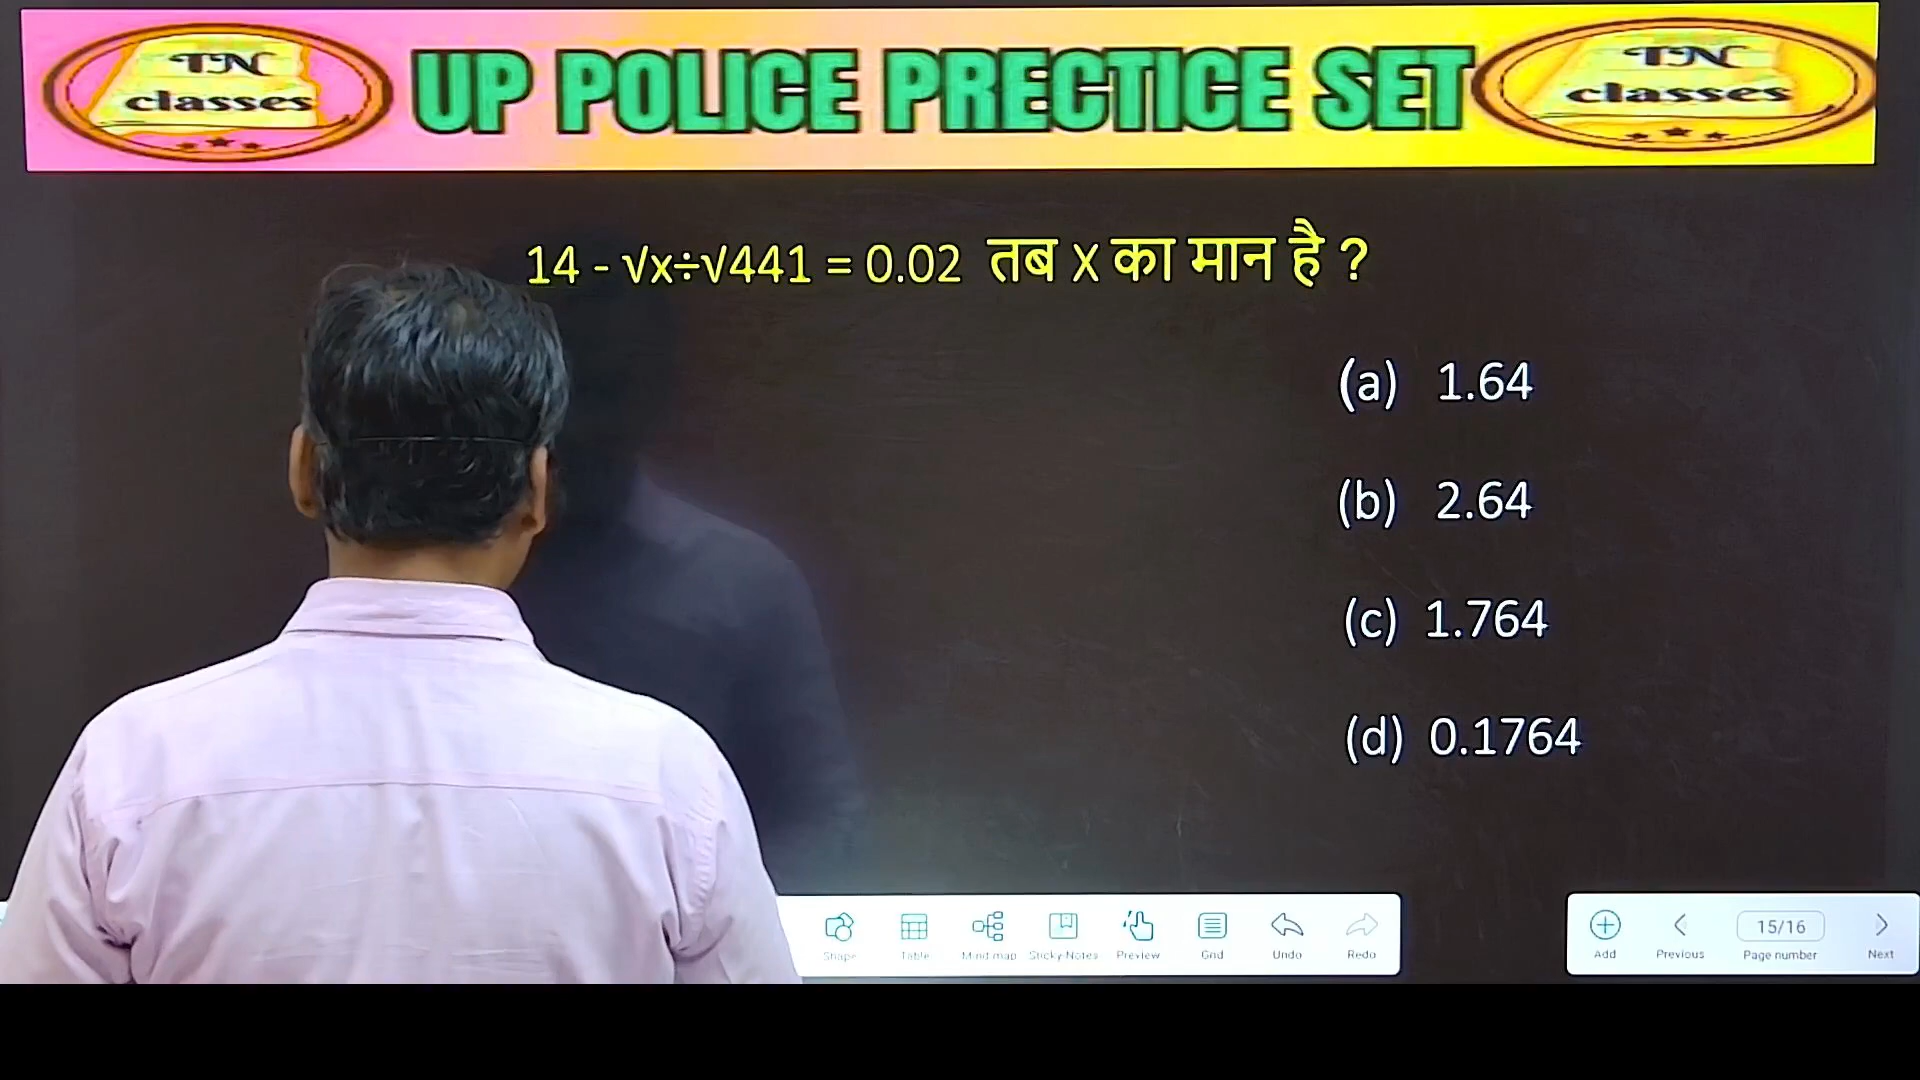 TN
classes
UP POLICE PRECTICE SET
TN
classes
14 - √x÷√441 = 0.02 तब X का मान है ?
(a) 1.64
(b) 2.64
(c) 1.764
(d) 0.1764
Shape Table Mind map Sticky Notes Preview Grid Undo Redo
Add Previous 15/16 Page number Next